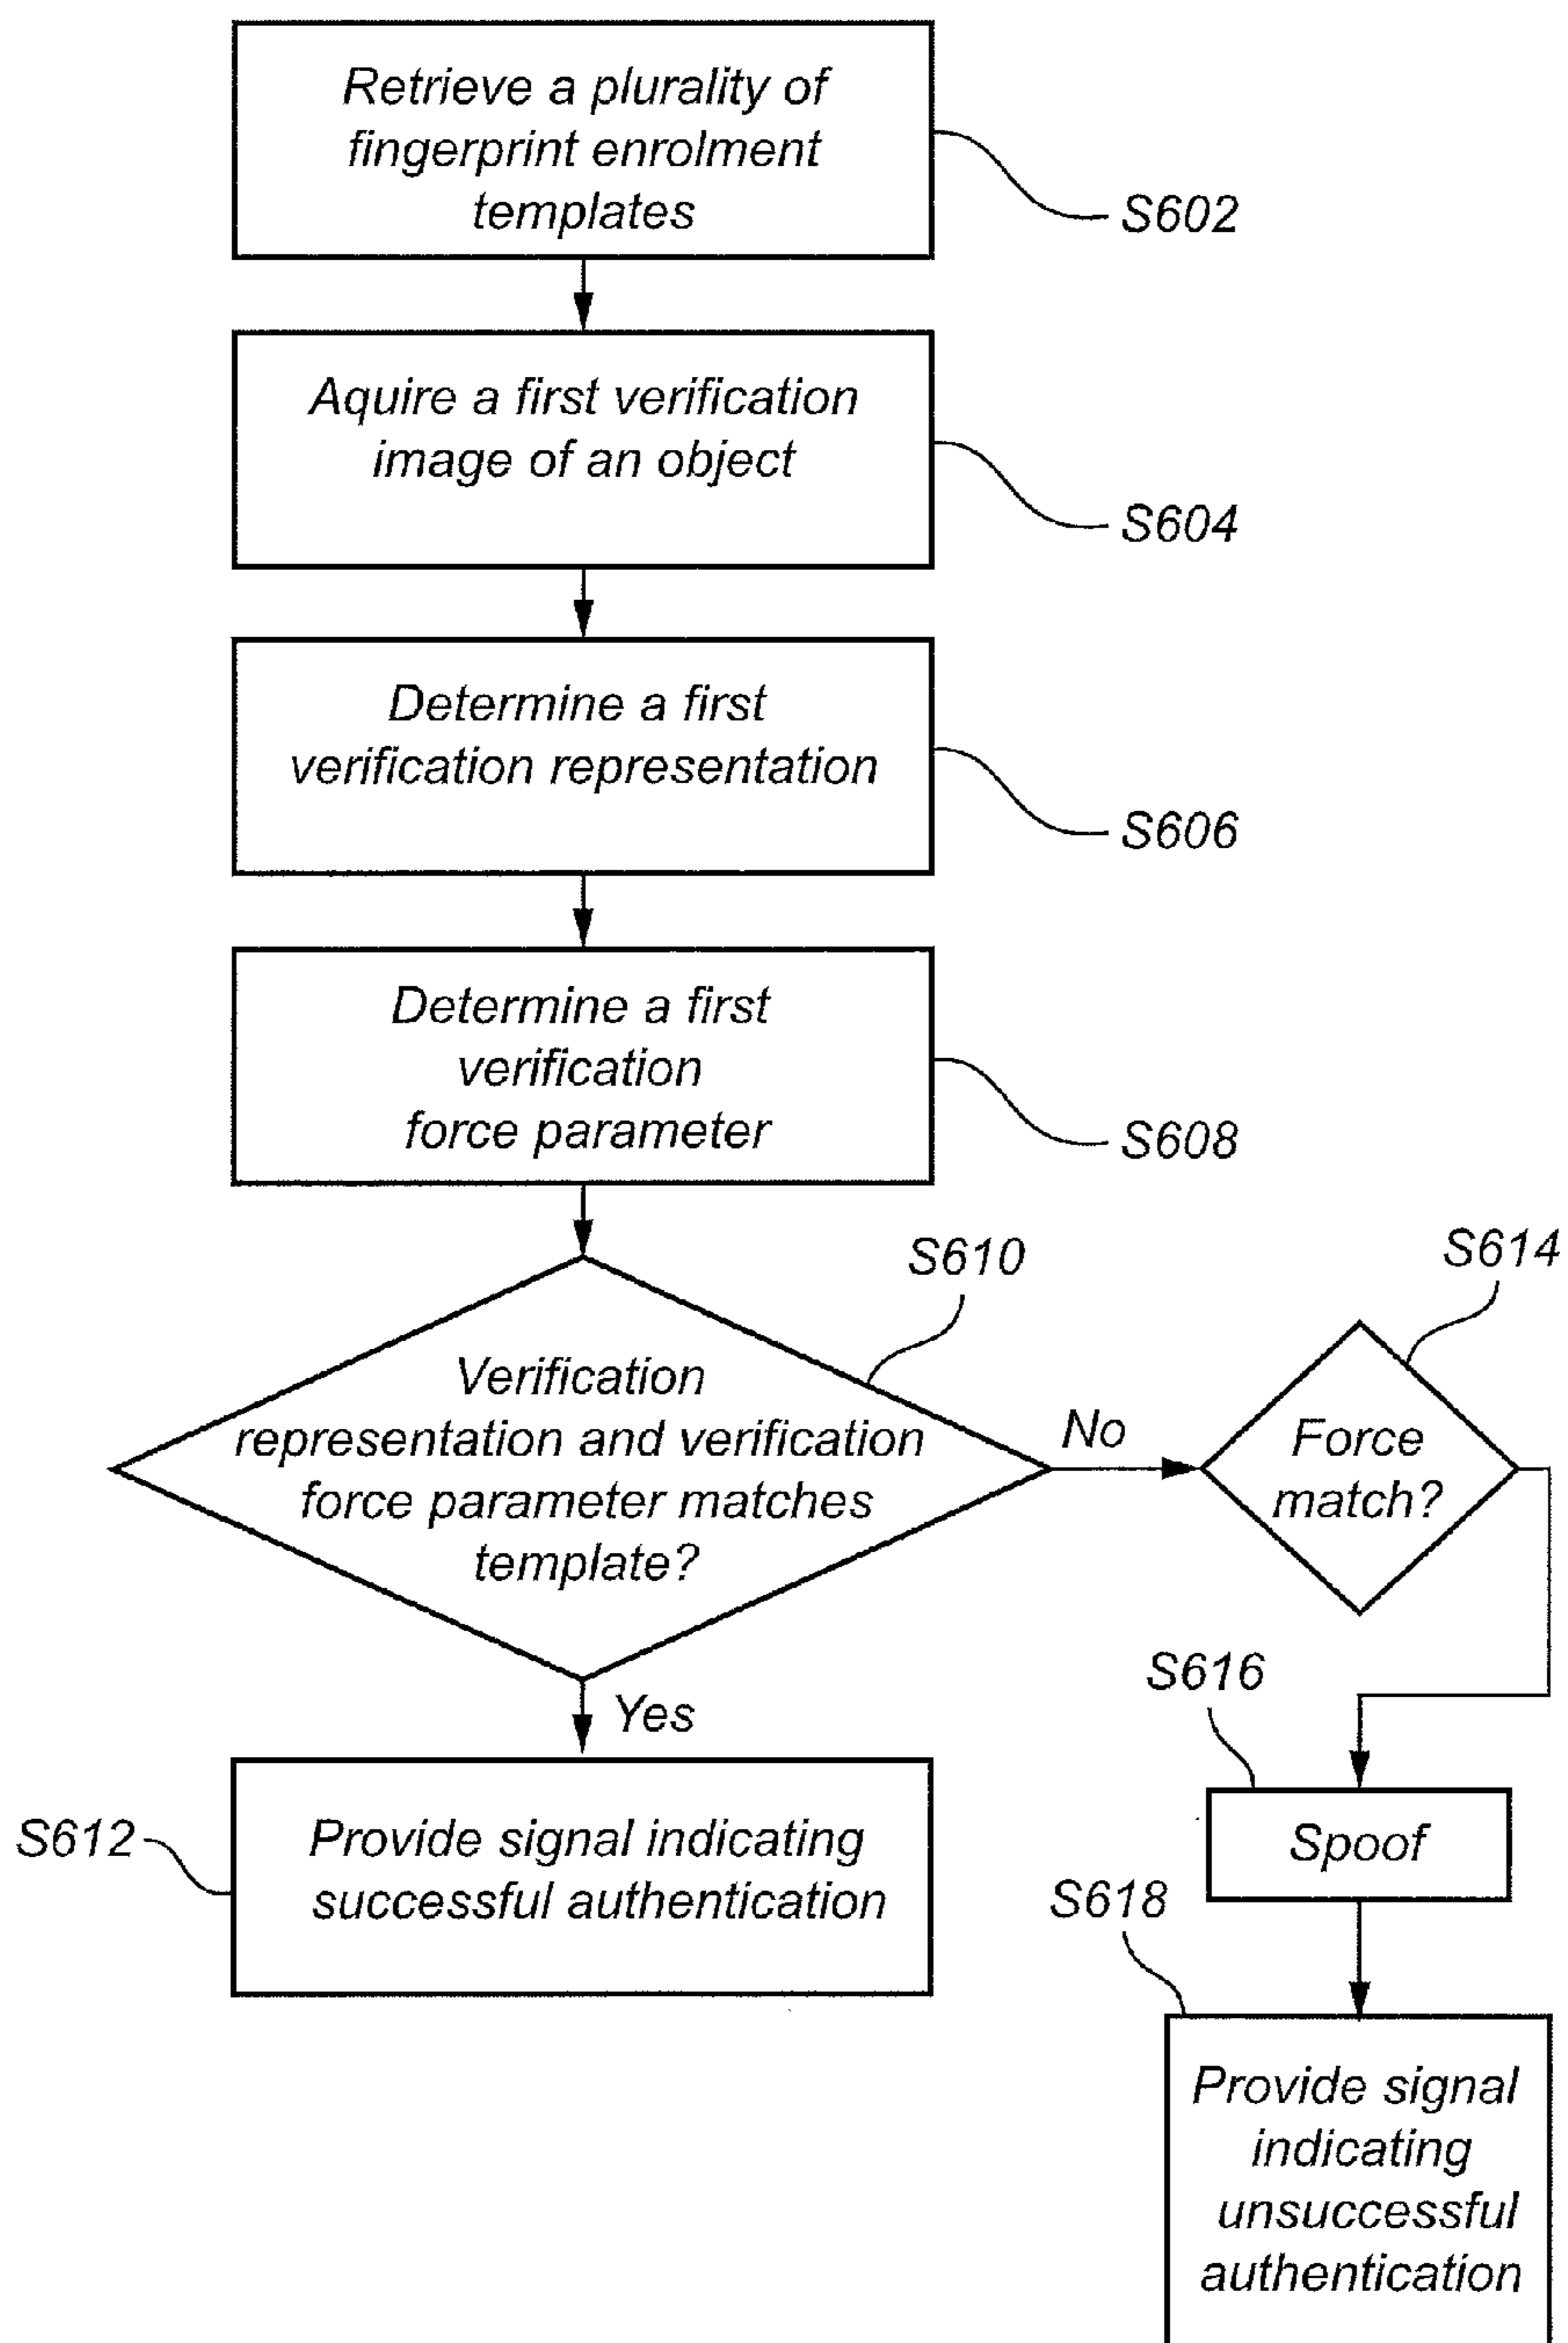 Retrieve a plurality of
fingerprint enrolment
templates
S602
Aquire a first verification
image of an object
S604
Determine a first
verification representation
S606
Determine a first
verification
force parameter
S608
S610
Verification
representation and verification
force parameter matches
template?
No
S614
Force
match?
Yes
S612
Provide signal indicating
successful authentication
S616
Spoof
S618
Provide signal
indicating
unsuccessful
authentication